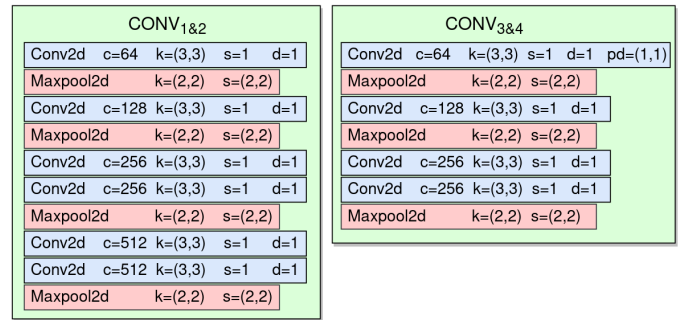 CONV1&2
Conv2d c=64 k=(3,3) s=1 d=1
Maxpool2d k=(2,2) s=(2,2)
Conv2d c=128 k=(3,3) s=1 d=1
Maxpool2d k=(2,2) s=(2,2)
Conv2d c=256 k=(3,3) s=1 d=1
Conv2d c=256 k=(3,3) s=1 d=1
Maxpool2d k=(2,2) s=(2,2)
Conv2d c=512 k=(3,3) s=1 d=1
Conv2d c=512 k=(3,3) s=1 d=1
Maxpool2d k=(2,2) s=(2,2)
CONV3&4
Conv2d c=64 k=(3,3) s=1 d=1 pd=(1,1)
Maxpool2d k=(2,2) s=(2,2)
Conv2d c=128 k=(3,3) s=1 d=1
Maxpool2d k=(2,2) s=(2,2)
Conv2d c=256 k=(3,3) s=1 d=1
Conv2d c=256 k=(3,3) s=1 d=1
Maxpool2d k=(2,2) s=(2,2)